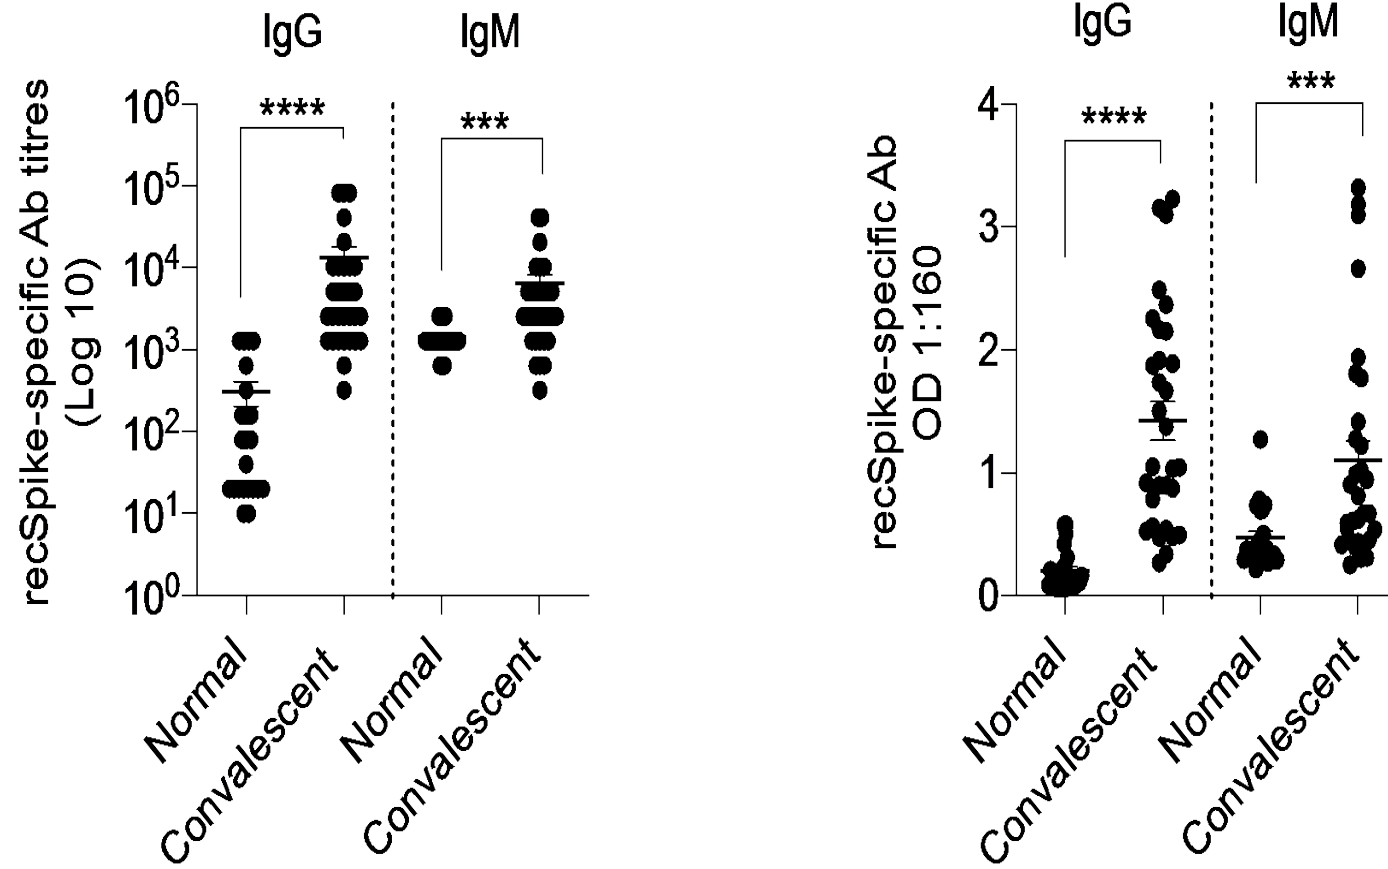 IgG IgM
**** ***
recSpike-specific Ab titres
(Log 10)
10⁶
10⁵
10⁴
10³
10²
10¹
10⁰
Normal
Convalescent
Normal
Convalescent
IgG IgM
**** ***
recSpike-specific Ab
OD 1:160
4
3
2
1
0
Normal
Convalescent
Normal
Convalescent